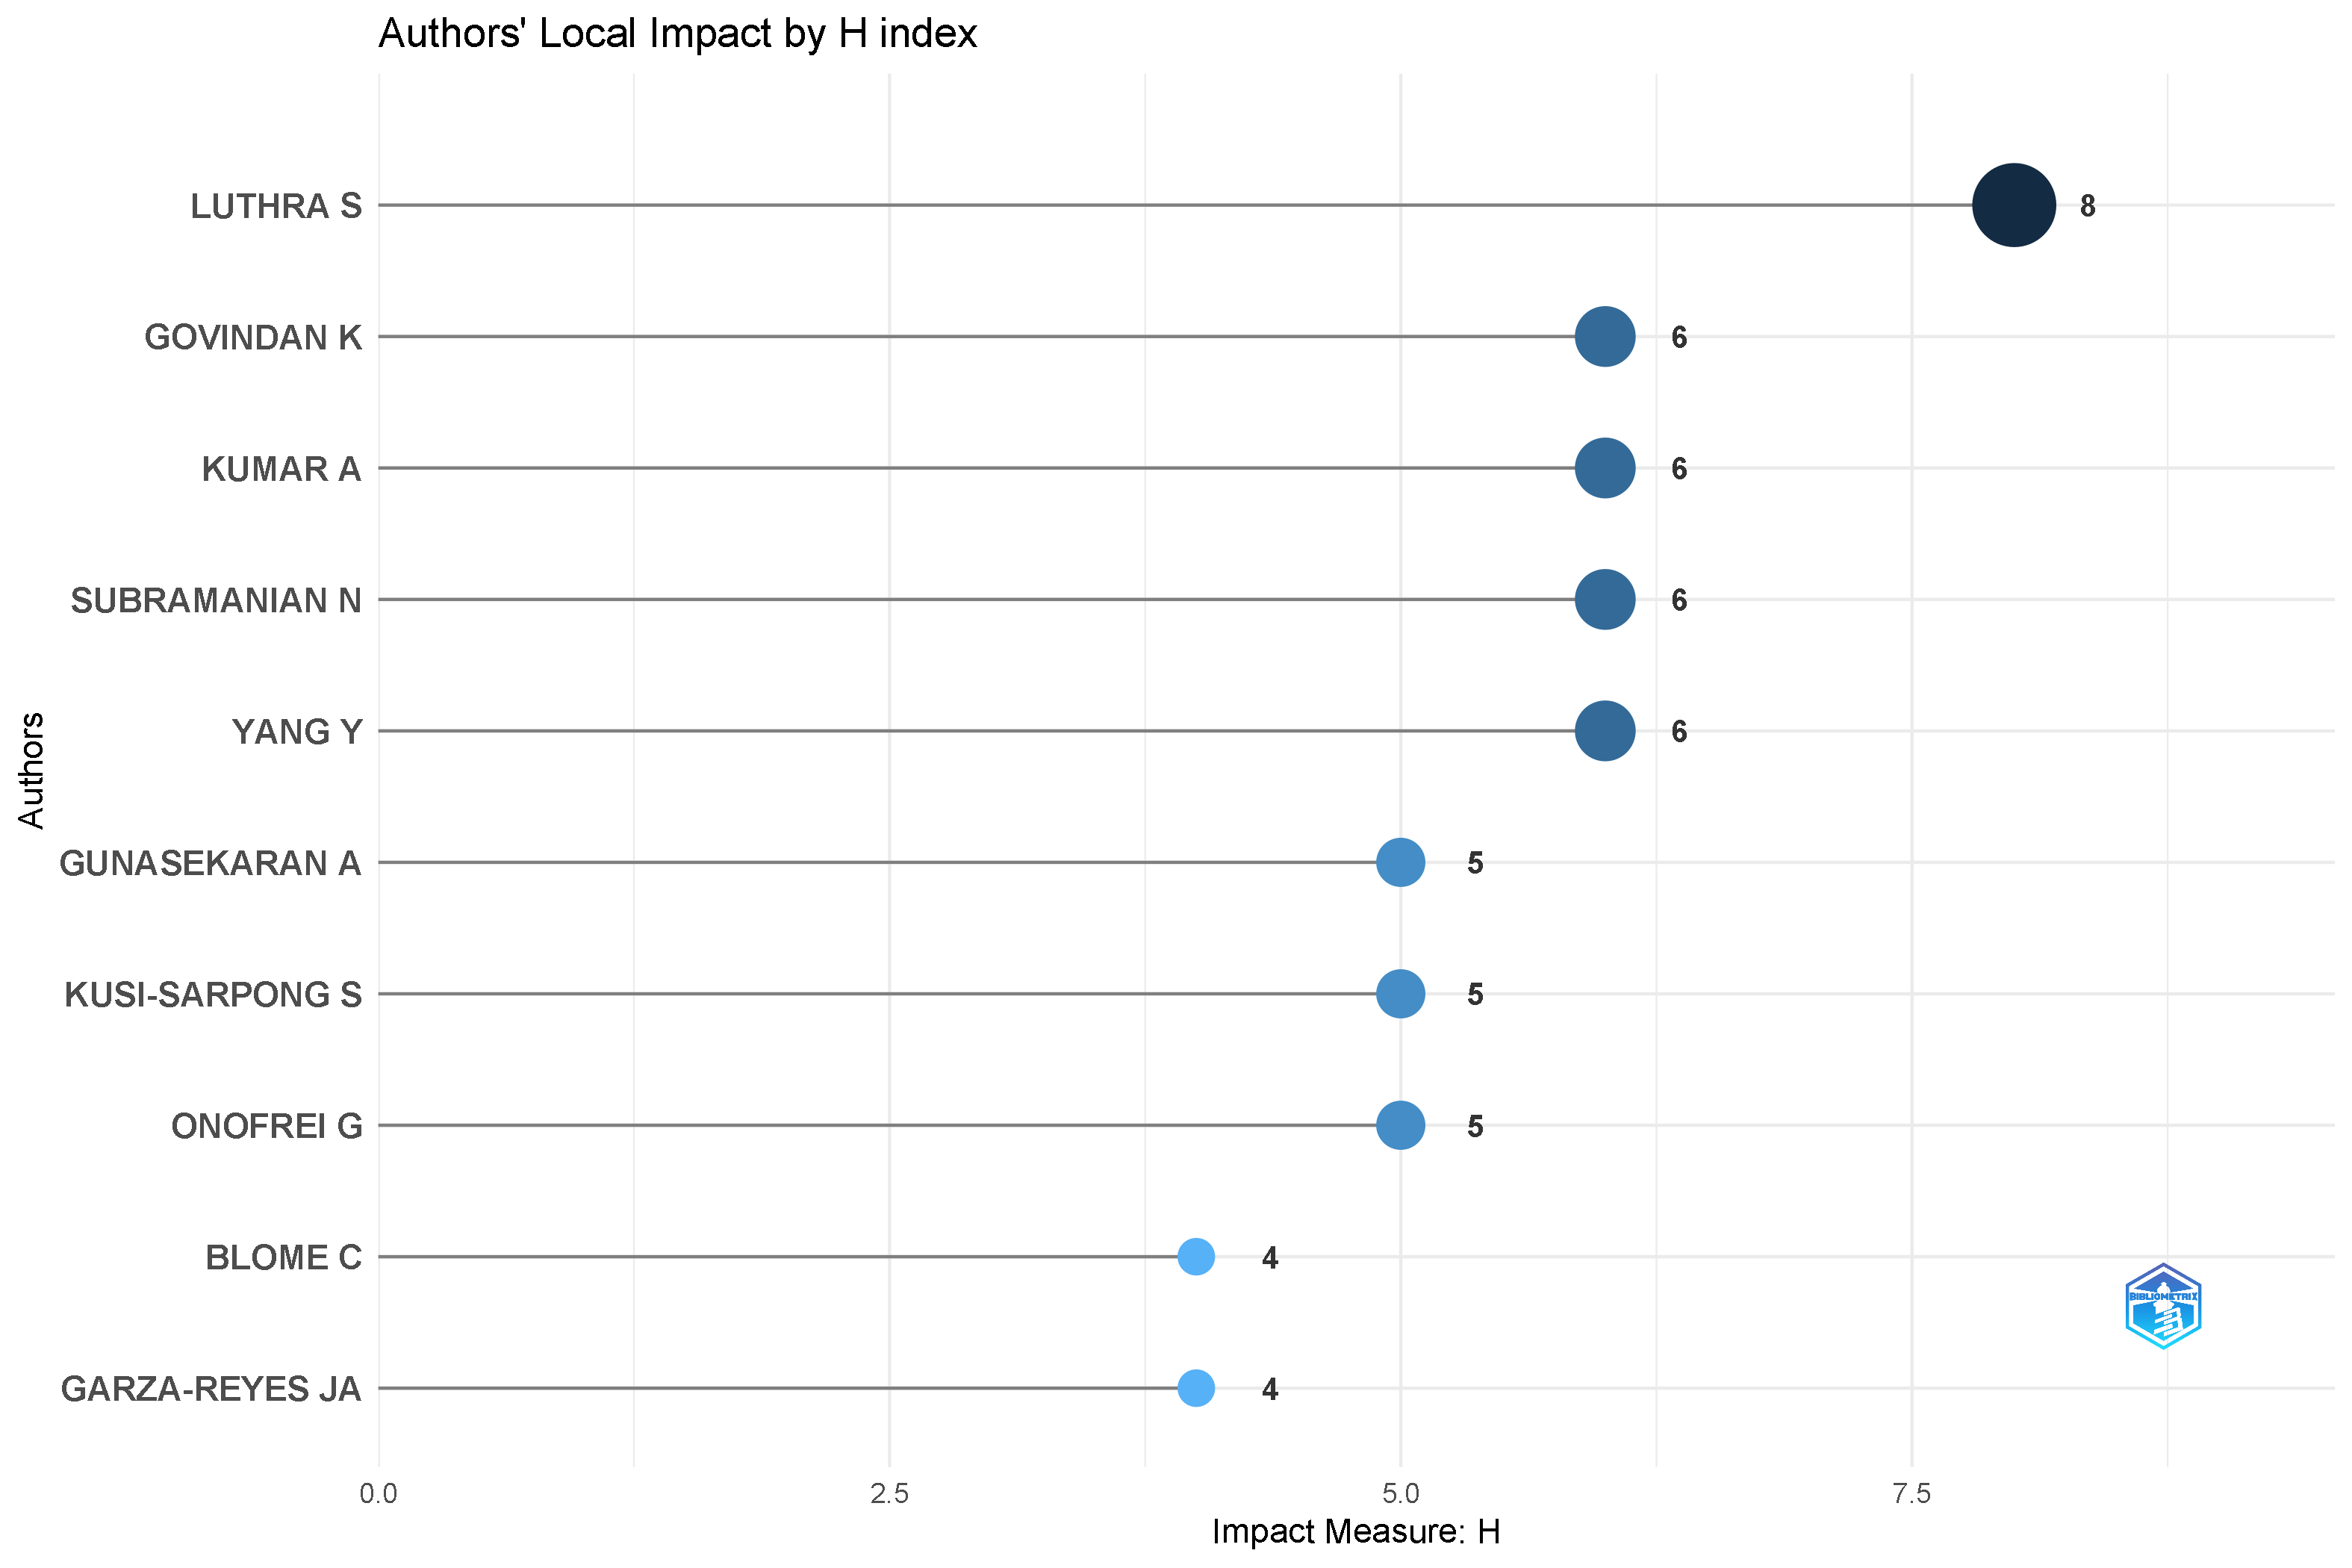 Authors' Local Impact by H index
LUTHRA S 8
GOVINDAN K 6
KUMAR A 6
SUBRAMANIAN N 6
YANG Y 6
Authors
GUNASEKARAN A 5
KUSI-SARPONG S 5
ONOFREI G 5
BLOME C 4
BIBLIOMETRIX
GARZA-REYES JA 4
0.0 2.5 5.0 7.5
Impact Measure: H